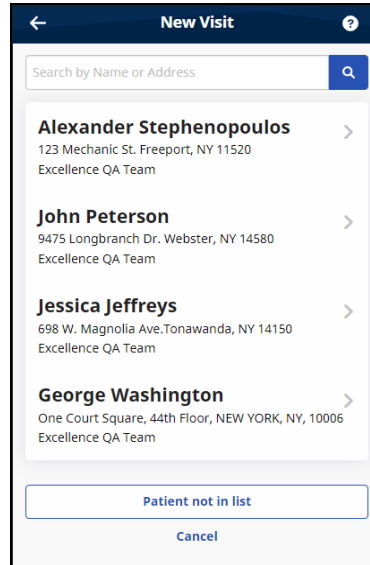 New Visit
?
Search by Name or Address
Alexander Stephenopoulos
123 Mechanic St. Freeport, NY 11520
Excellence QA Team
John Peterson
9475 Longbranch Dr. Webster, NY 14580
Excellence QA Team
Jessica Jeffreys
698 W. Magnolia Ave.Tonawanda, NY 14150
Excellence QA Team
George Washington
One Court Square, 44th Floor, NEW YORK, NY, 10006
Excellence QA Team
Patient not in list
Cancel